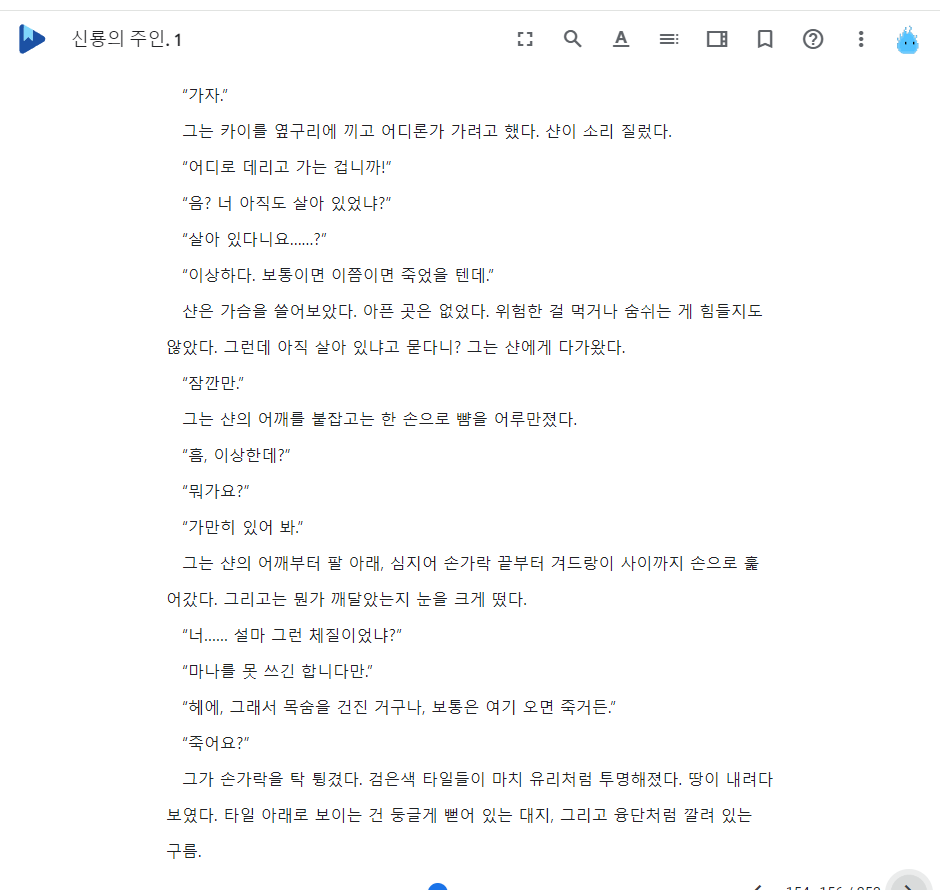 신룡의 주인. 1
“가자.”
그는 카이를 옆구리에 끼고 어디론가 가려고 했다. 샨이 소리 질렀다.
“어디로 데리고 가는 겁니까!”
“음? 너 아직도 살아 있었냐?”
“살아 있다니요……?”
“이상하다. 보통이면 이쯤이면 죽었을 텐데.”
샨은 가슴을 쓸어보았다. 아픈 곳은 없었다. 위험한 걸 먹거나 숨쉬는 게 힘들지도
않았다. 그런데 아직 살아 있냐고 묻다니? 그는 샨에게 다가왔다.
“잠깐만.”
그는 샨의 어깨를 붙잡고는 한 손으로 뺨을 어루만졌다.
“흠, 이상한데?”
“뭐가요?”
“가만히 있어 봐.”
그는 샨의 어깨부터 팔 아래, 심지어 손가락 끝부터 겨드랑이 사이까지 손으로 훑
어갔다. 그리고는 뭔가 깨달았는지 눈을 크게 떴다.
“너…… 설마 그런 체질이었냐?”
“마나를 못 쓰긴 합니다만.”
“헤에, 그래서 목숨을 건진 거구나, 보통은 여기 오면 죽거든.”
“죽어요?”
그가 손가락을 탁 튕겼다. 검은색 타일들이 마치 유리처럼 투명해졌다. 땅이 내려다
보였다. 타일 아래로 보이는 건 둥글게 뻗어 있는 대지, 그리고 융단처럼 깔려 있는
구름.